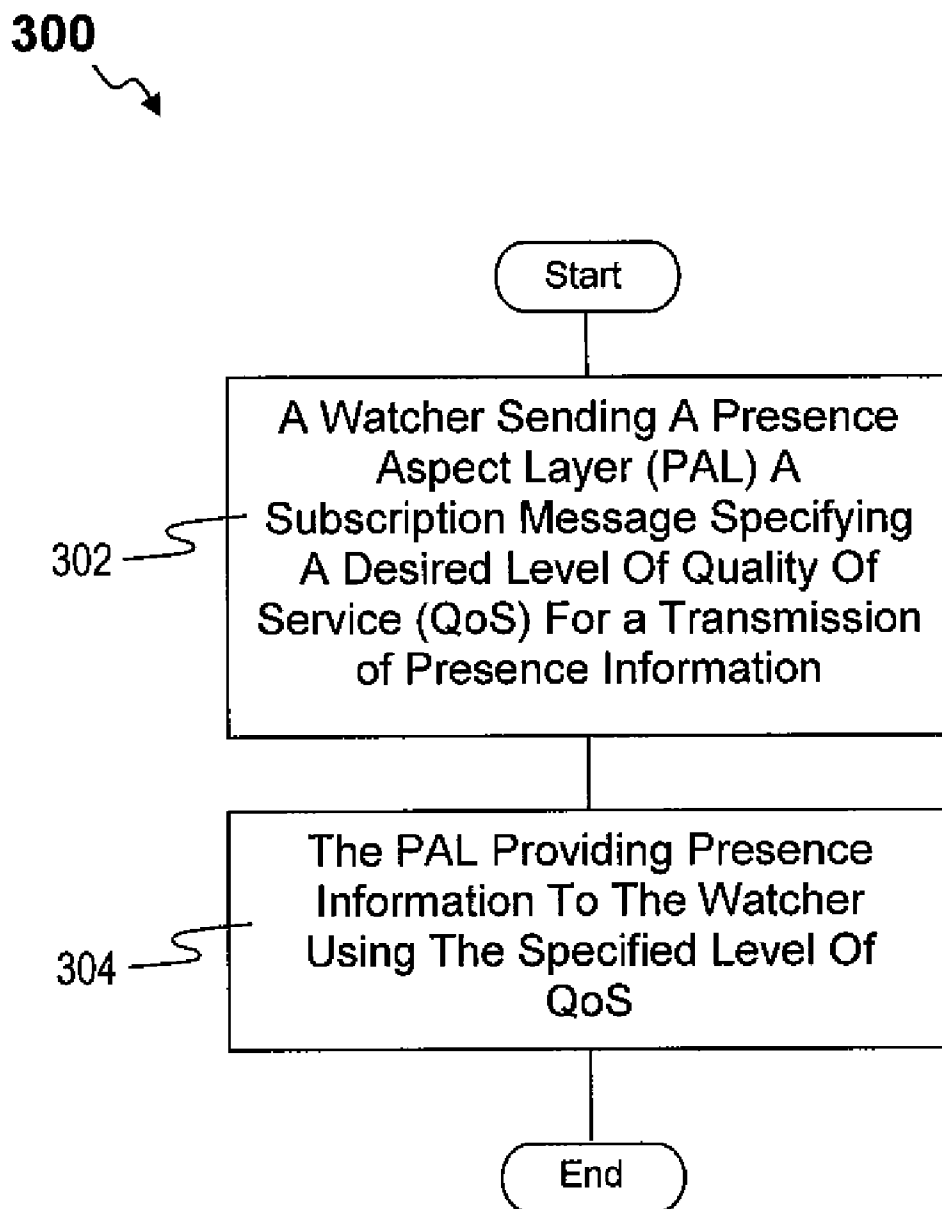 300
Start
A Watcher Sending A Presence
Aspect Layer (PAL) A
Subscription Message Specifying
A Desired Level Of Quality Of
Service (QoS) For a Transmission
of Presence Information
302
The PAL Providing Presence
Information To The Watcher
Using The Specified Level Of
QoS
304
End